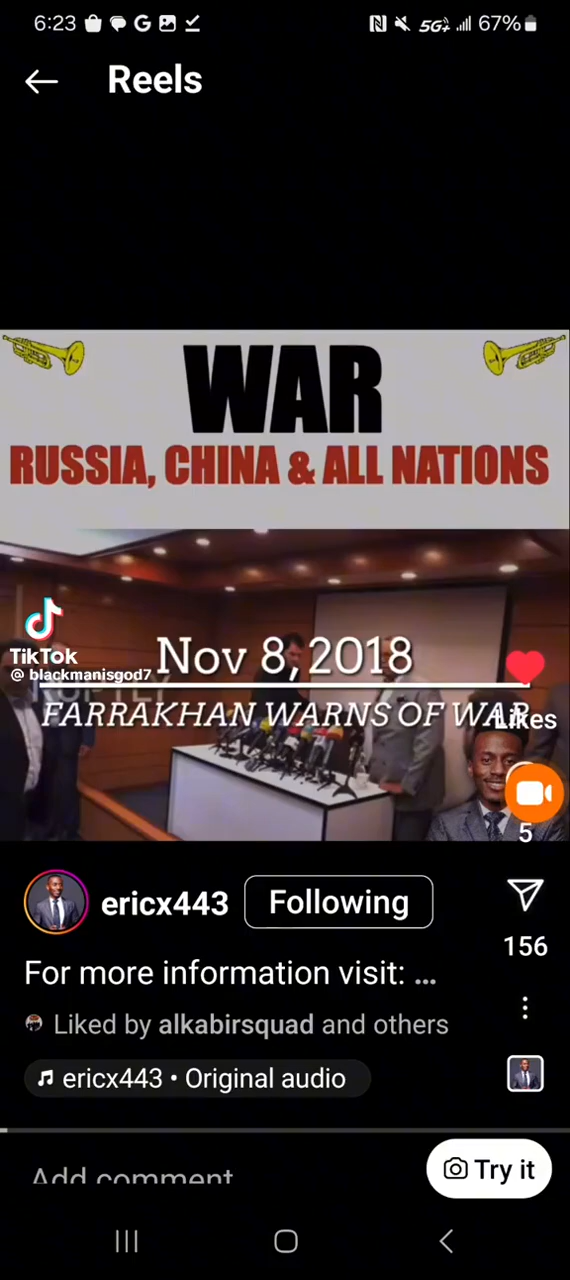 6:23
5G+
67%
Reels
WAR
RUSSIA, CHINA & ALL NATIONS
TikTok
@ blackmanisgod7
Nov 8, 2018
RUPTLY
FARRAKHAN WARNS OF WAR
Likes
5
ericx443
Following
156
For more information visit: ...
Liked by alkabirsquad and others
ericx443 • Original audio
Add comment
Try it